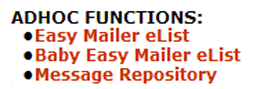 ADHOC FUNCTIONS:
●Easy Mailer eList
●Baby Easy Mailer eList
●Message Repository